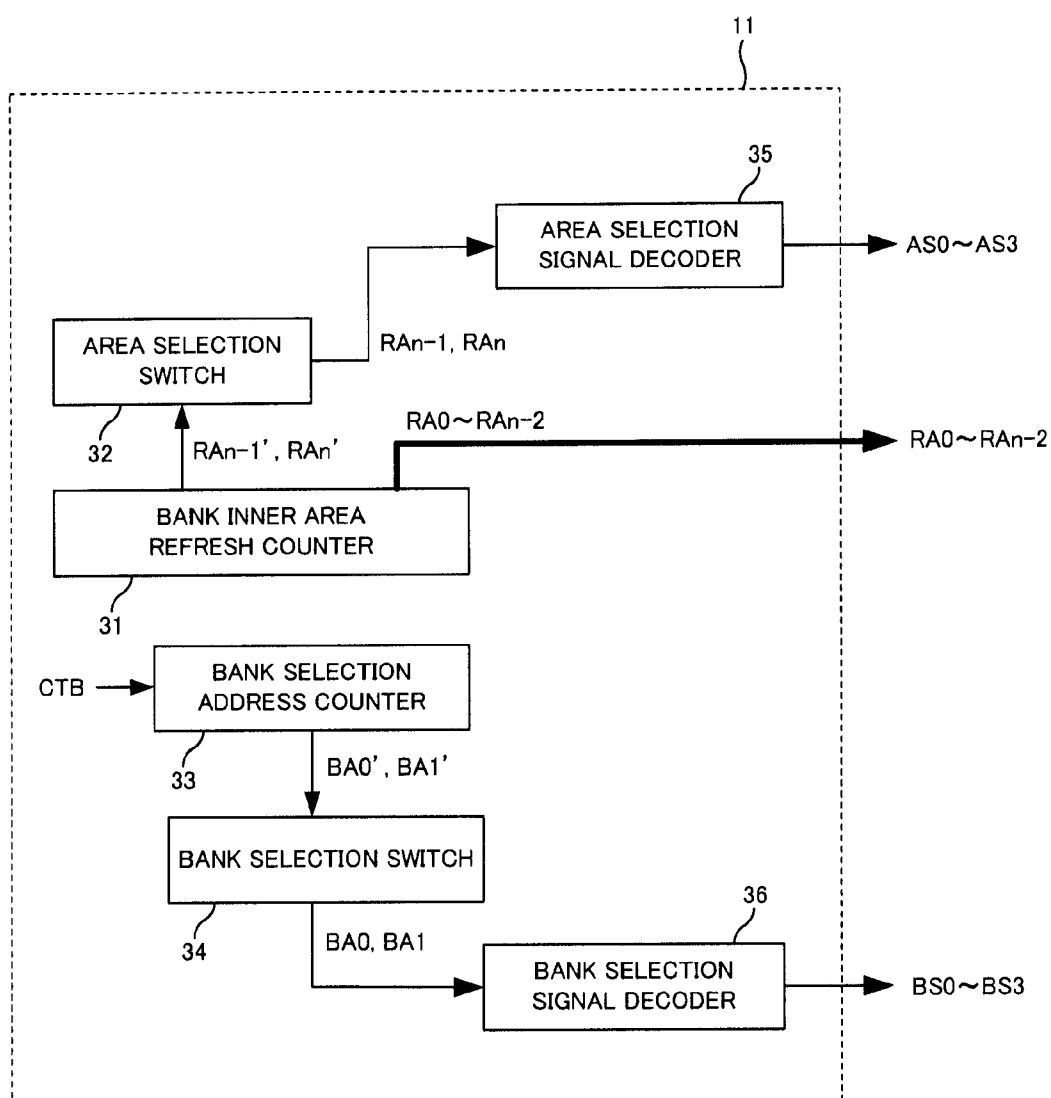 11
35
AREA SELECTION
SIGNAL DECODER
AS0～AS3
AREA SELECTION
SWITCH
RAn-1, RAn
32
RAn-1', RAn'
RA0～RAn-2
RA0～RAn-2
BANK INNER AREA
REFRESH COUNTER
31
CTB
BANK SELECTION
ADDRESS COUNTER
33
BA0', BA1'
BANK SELECTION SWITCH
34
BA0, BA1
36
BANK SELECTION
SIGNAL DECODER
BS0～BS3